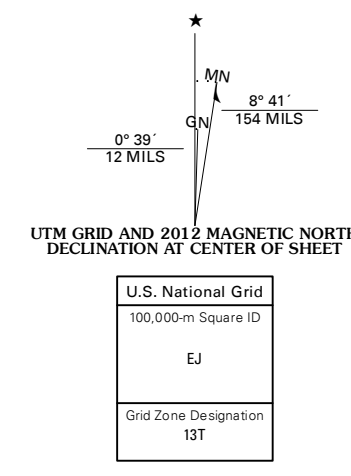 ★
MN
GN
8° 41´
154 MILS
0° 39´
12 MILS
UTM GRID AND 2012 MAGNETIC NORTH
DECLINATION AT CENTER OF SHEET
U.S. National Grid
100,000-m Square ID
EJ
Grid Zone Designation
13T